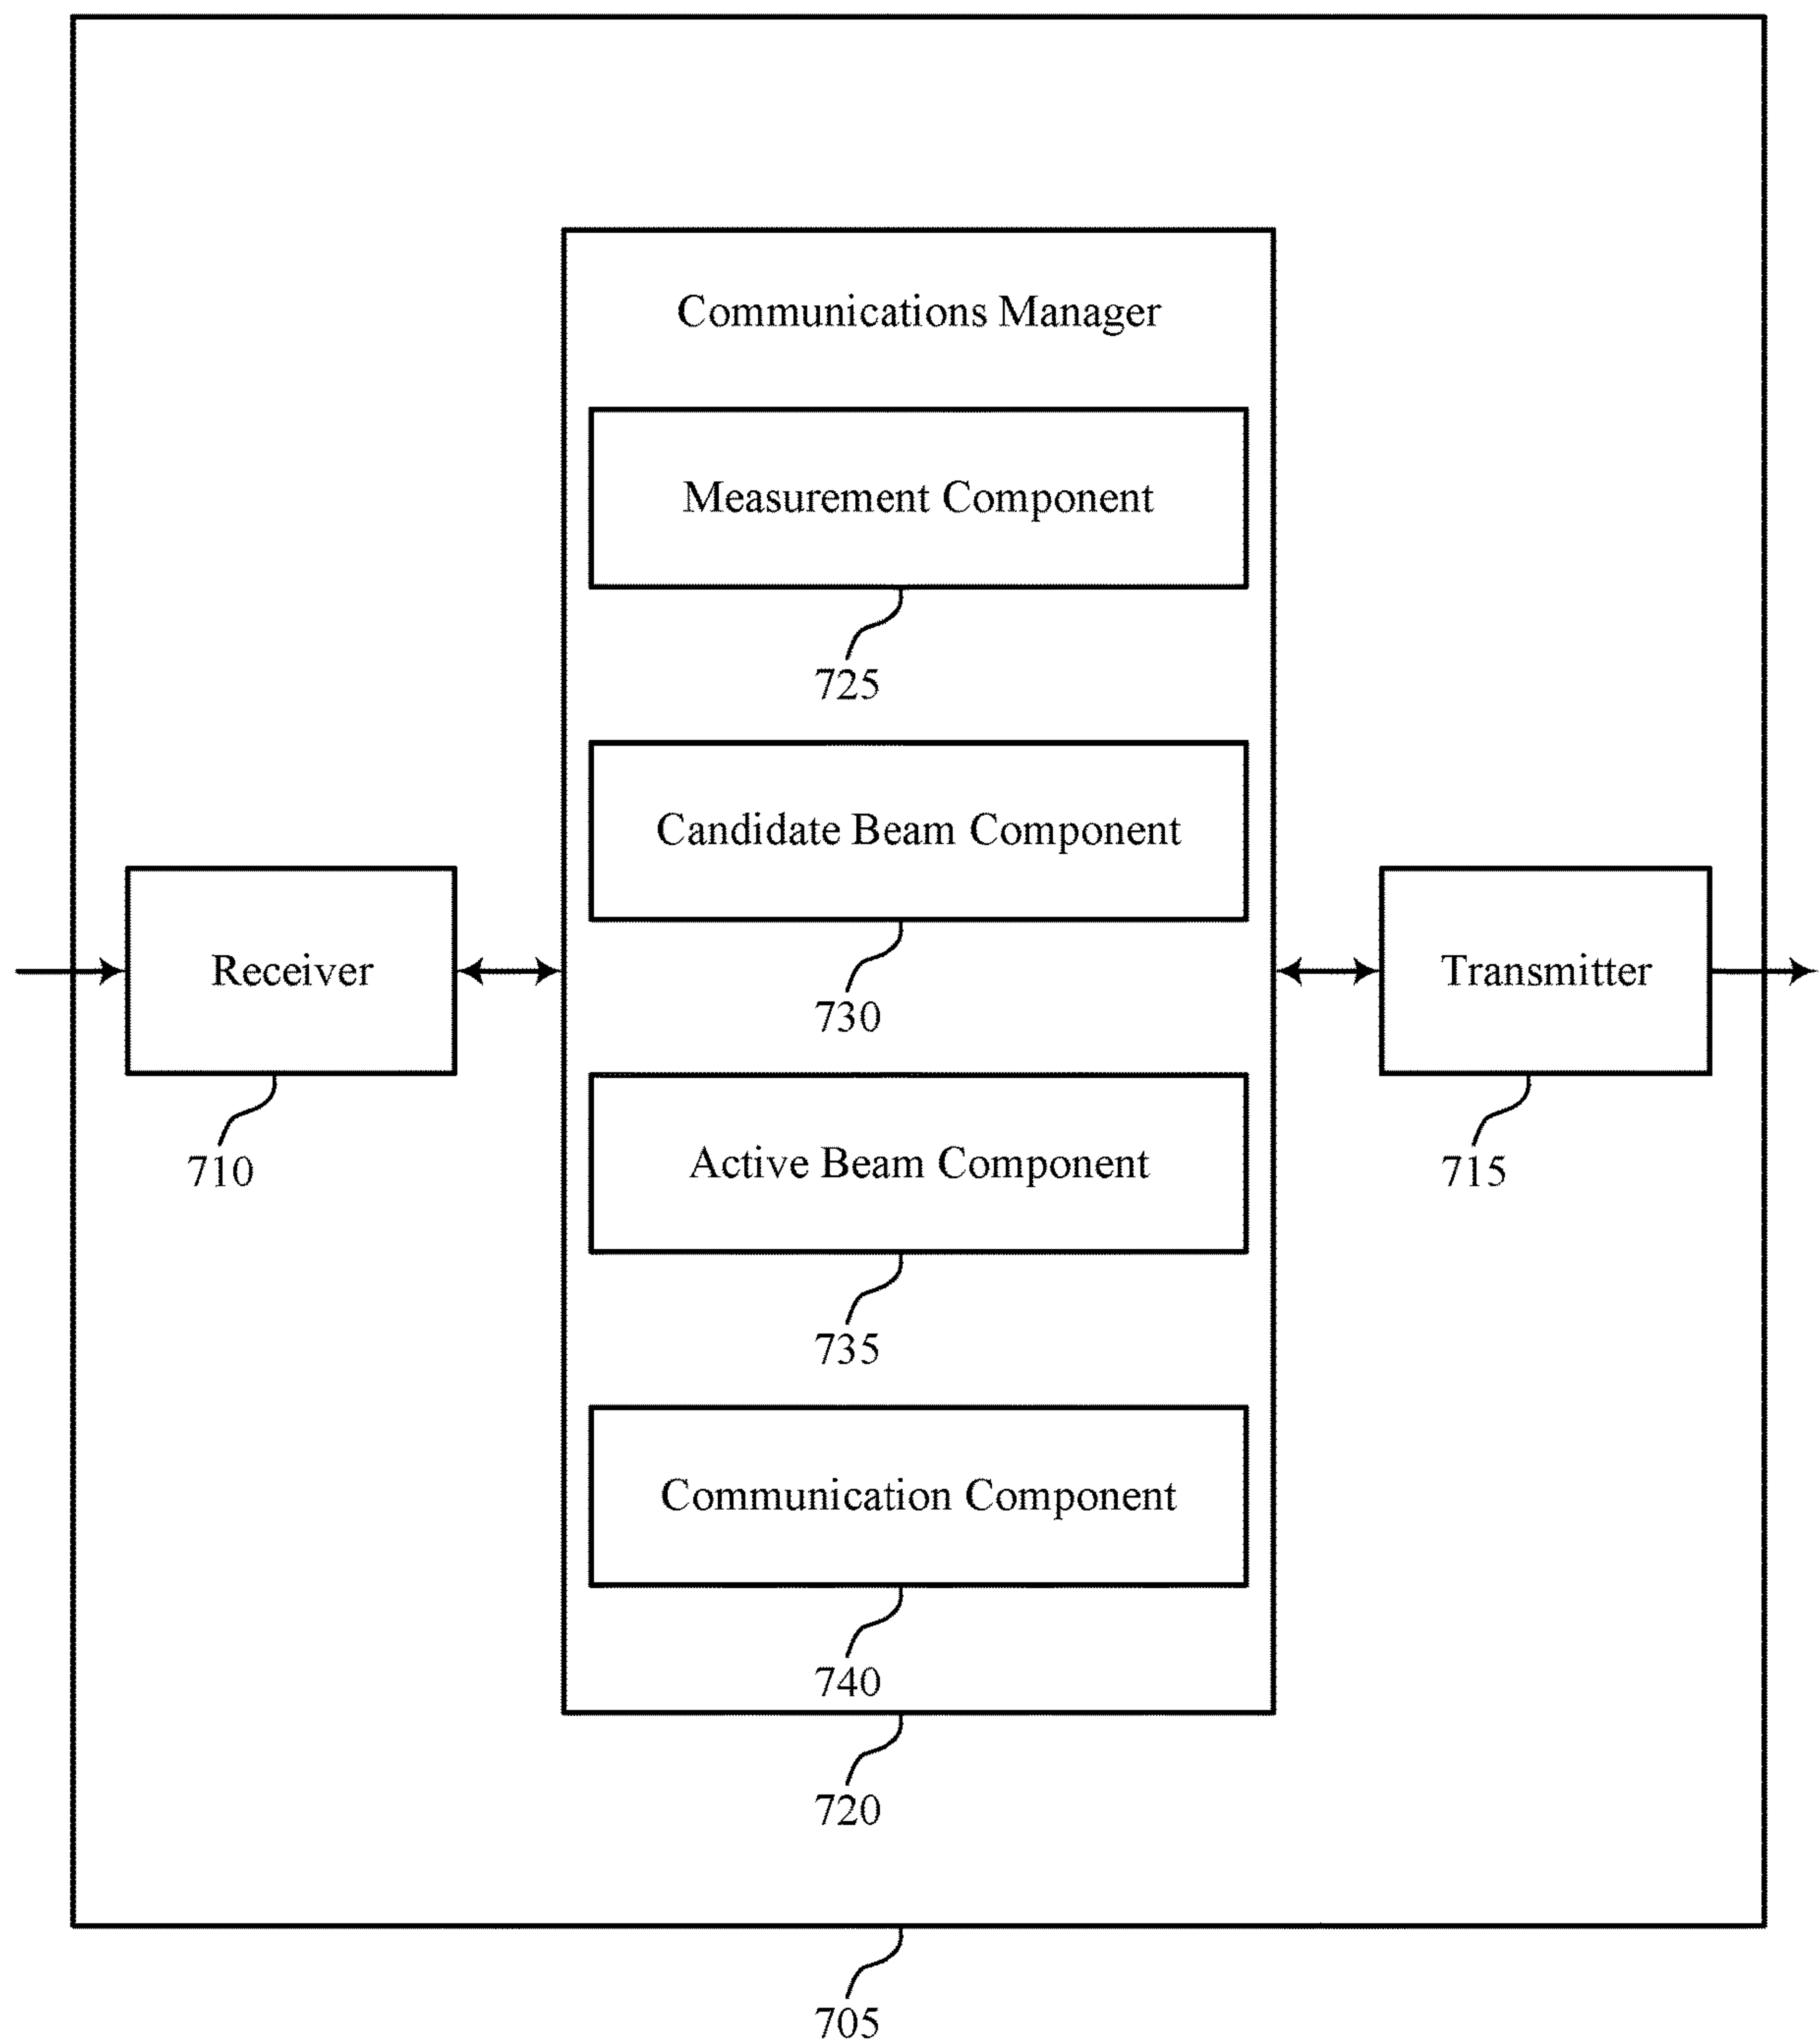 Communications Manager
Measurement Component
725
Candidate Beam Component
730
Receiver
710
Transmitter
715
Active Beam Component
735
Communication Component
740
720
705